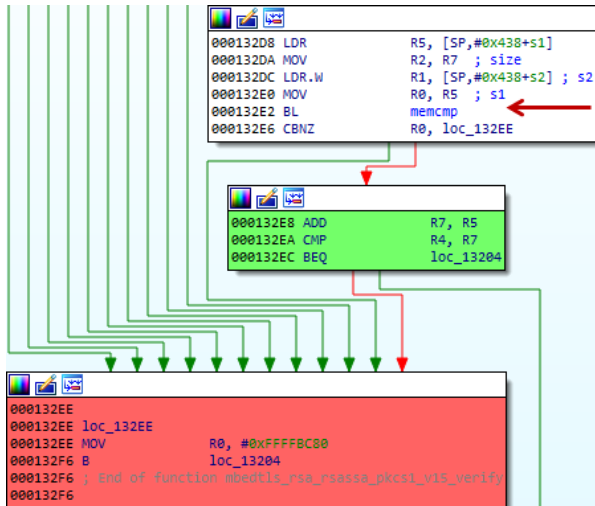 000132D8 LDR R5, [SP,#0x438+s1]
000132DA MOV R2, R7 ; size
000132DC LDR.W R1, [SP,#0x438+s2] ; s2
000132E0 MOV R0, R5 ; s1
000132E2 BL memcmp
000132E6 CBNZ R0, loc_132EE
000132E8 ADD R7, R5
000132EA CMP R4, R7
000132EC BEQ loc_13204
000132EE
000132EE loc_132EE
000132EE MOV R0, #0xFFFFBC80
000132F6 B loc_13204
000132F6 ; End of function mbedtls_rsa_rsassa_pkcs1_v15_verify
000132F6